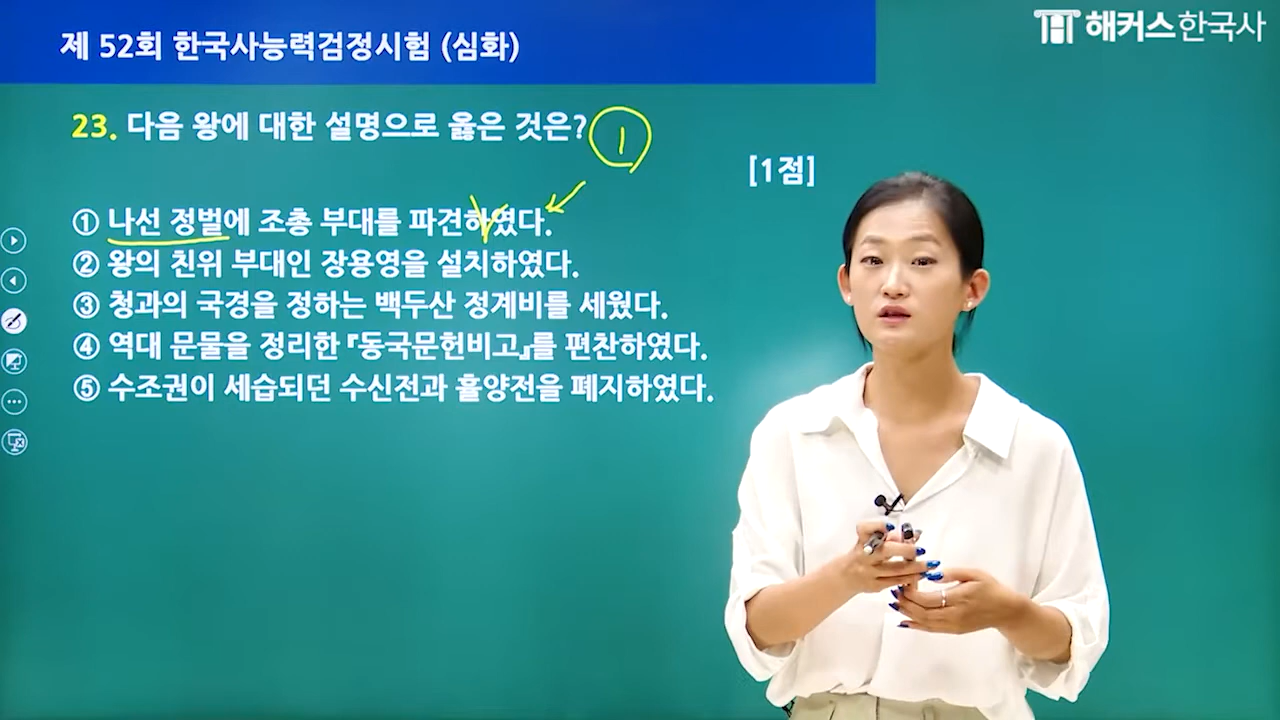 제 52회 한국사능력검정시험 (심화)
해커스한국사
23. 다음 왕에 대한 설명으로 옳은 것은?
1
[1점]
① 나선 정벌에 조총 부대를 파견하였다.
② 왕의 친위 부대인 장용영을 설치하였다.
③ 청과의 국경을 정하는 백두산 정계비를 세웠다.
④ 역대 문물을 정리한 『동국문헌비고』를 편찬하였다.
⑤ 수조권이 세습되던 수신전과 휼양전을 폐지하였다.